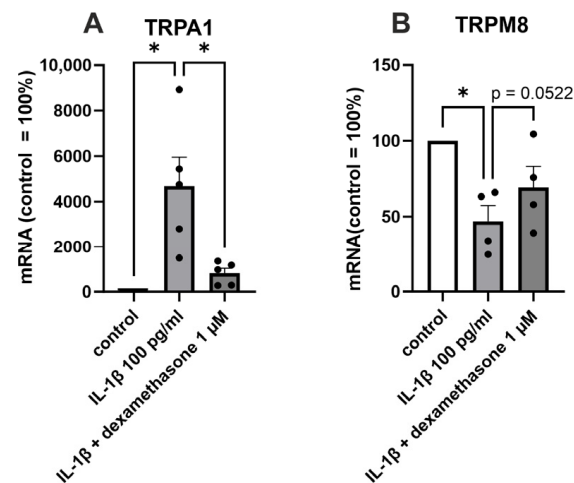 A TRPA1
* *
10,000
8000
6000
4000
2000
0
mRNA (control = 100%)
control
IL-1β 100 pg/ml
IL-1β + dexamethasone 1 µM
B TRPM8
* p = 0.0522
150
100
50
0
mRNA(control = 100%)
control
IL-1β 100 pg/ml
IL-1β + dexamethasone 1 µM